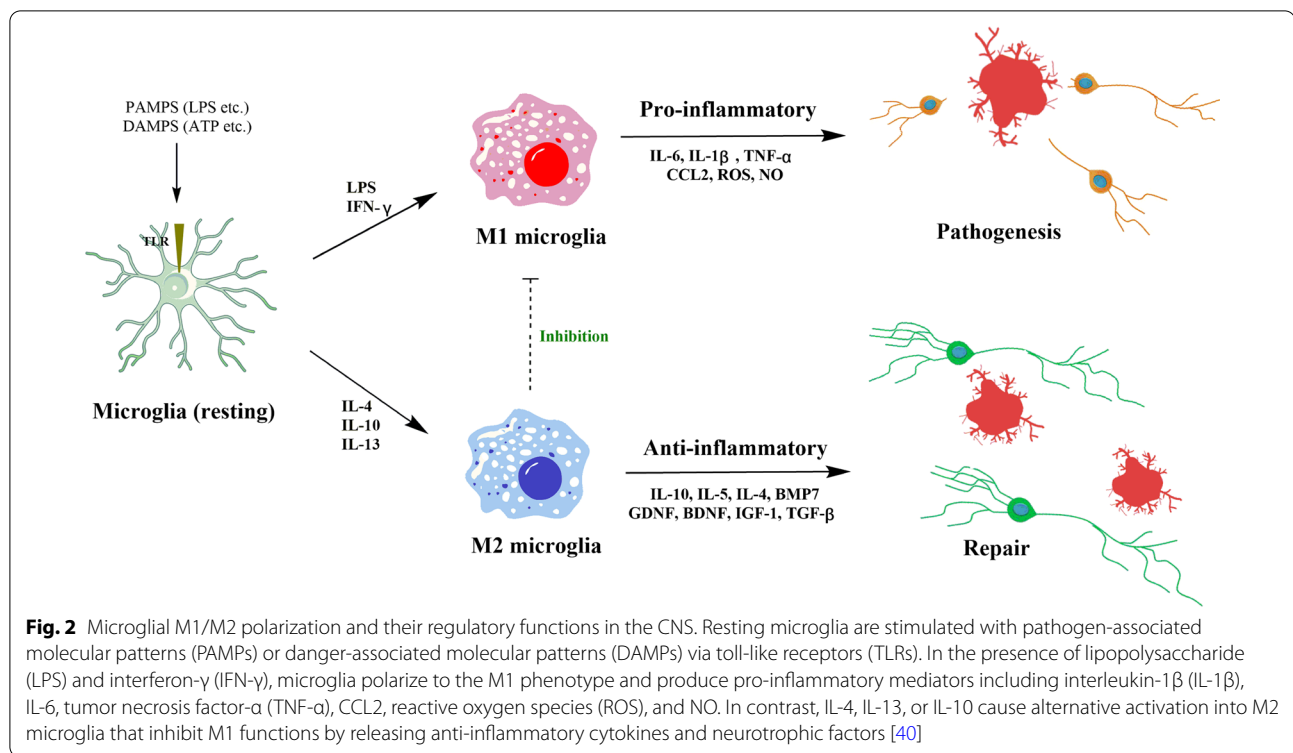 PAMPS (LPS etc.)
DAMPS (ATP etc.)
TLR
Microglia (resting)
LPS
IFN-γ
IL-4
IL-10
IL-13
M1 microglia
Inhibition
M2 microglia
Pro-inflammatory
IL-6, IL-1β , TNF-α
CCL2, ROS, NO
Pathogenesis
Anti-inflammatory
IL-10, IL-5, IL-4, BMP7
GDNF, BDNF, IGF-1, TGF-β
Repair
Fig. 2 Microglial M1/M2 polarization and their regulatory functions in the CNS. Resting microglia are stimulated with pathogen-associated
molecular patterns (PAMPs) or danger-associated molecular patterns (DAMPs) via toll-like receptors (TLRs). In the presence of lipopolysaccharide
(LPS) and interferon-γ (IFN-γ), microglia polarize to the M1 phenotype and produce pro-inflammatory mediators including interleukin-1β (IL-1β),
IL-6, tumor necrosis factor-α (TNF-α), CCL2, reactive oxygen species (ROS), and NO. In contrast, IL-4, IL-13, or IL-10 cause alternative activation into M2
microglia that inhibit M1 functions by releasing anti-inflammatory cytokines and neurotrophic factors [40]